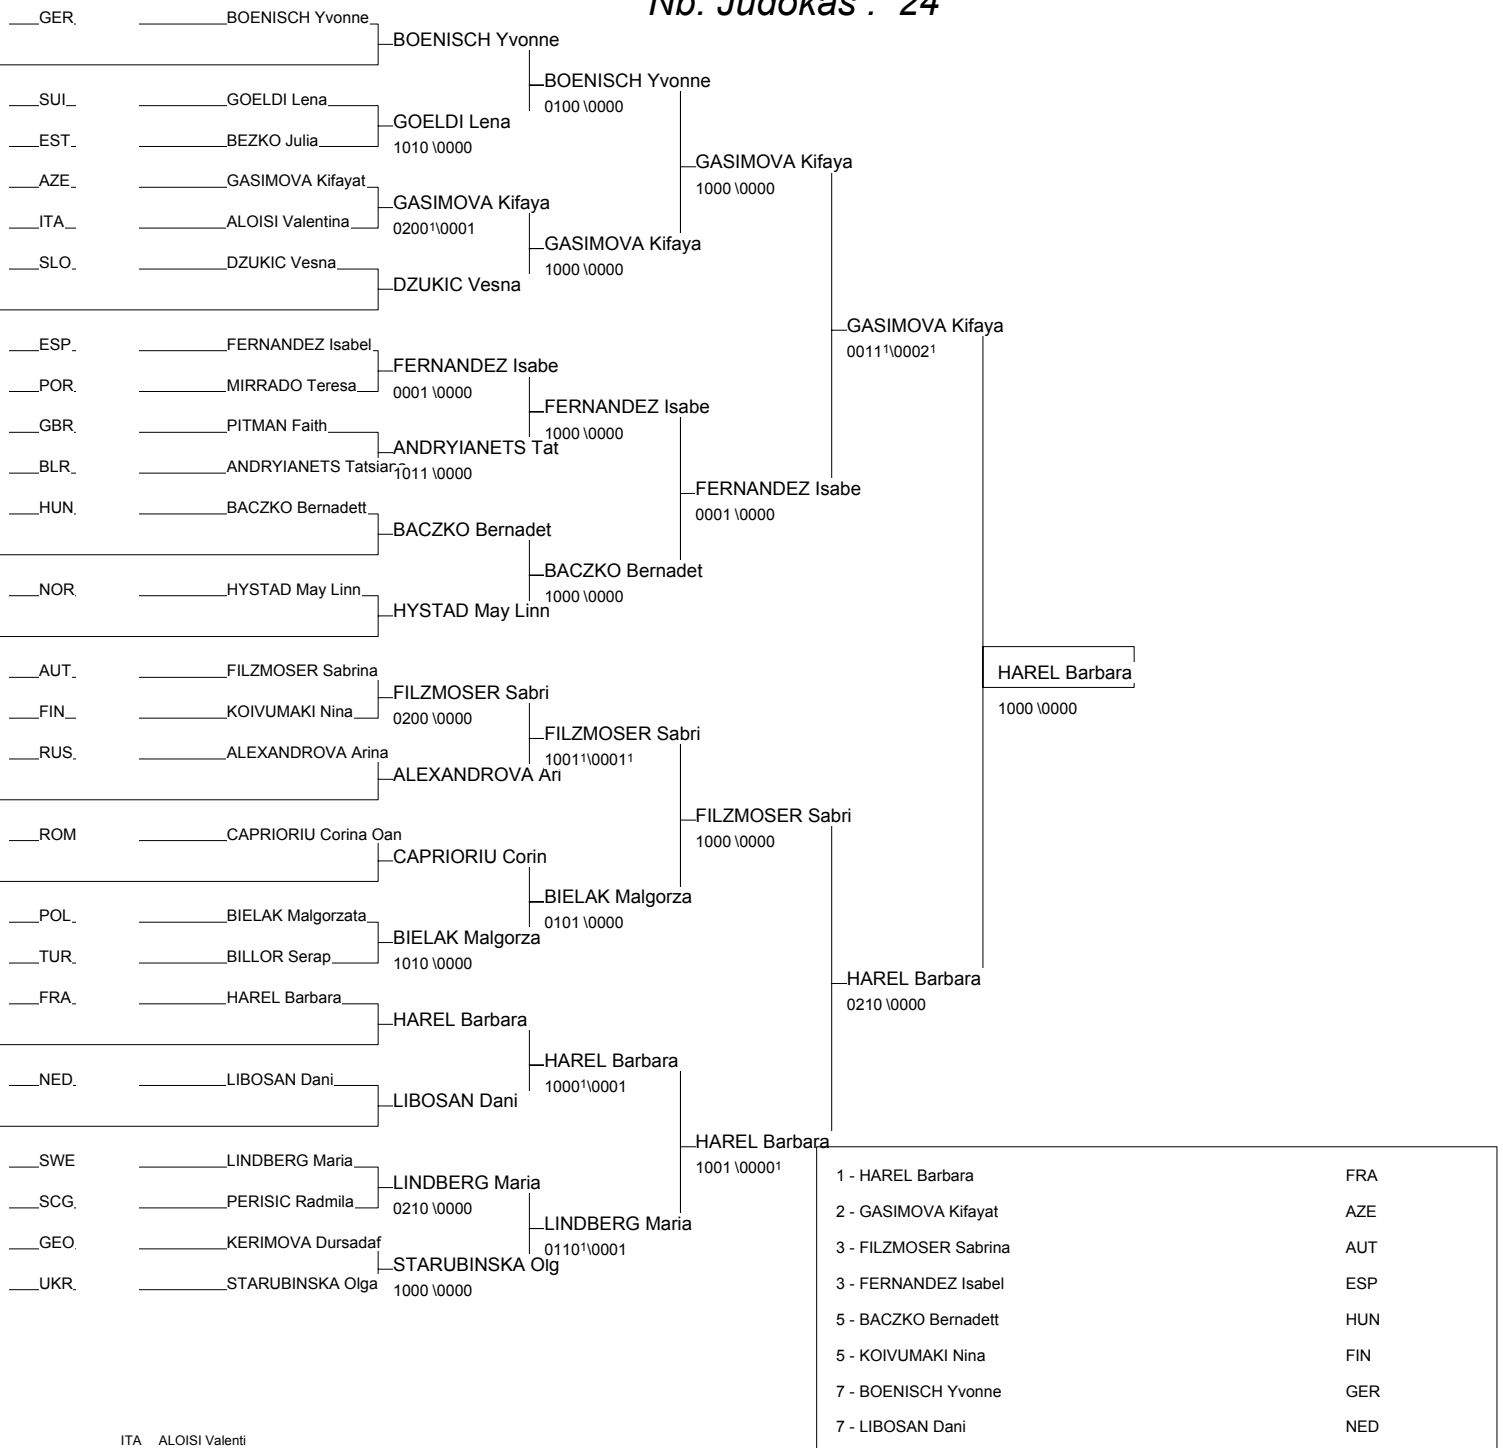 Nb. Judokas : 24
GER BOENISCH Yvonne
BOENISCH Yvonne
BOENISCH Yvonne
0100 \0000
SUI GOELDI Lena
GOELDI Lena
1010 \0000
EST BEZKO Julia
GASIMOVA Kifaya
1000 \0000
AZE GASIMOVA Kifayat
GASIMOVA Kifaya
0200¹\0001
ITA ALOISI Valentina
GASIMOVA Kifaya
1000 \0000
SLO DZUKIC Vesna
DZUKIC Vesna
GASIMOVA Kifaya
0011¹\0002¹
ESP FERNANDEZ Isabel
FERNANDEZ Isabe
0001 \0000
POR MIRRADO Teresa
FERNANDEZ Isabe
1000 \0000
GBR PITMAN Faith
ANDRYIANETS Tat
1011 \0000
BLR ANDRYIANETS Tatsiana
FERNANDEZ Isabe
0001 \0000
HUN BACZKO Bernadett
BACZKO Bernadet
BACZKO Bernadet
1000 \0000
NOR HYSTAD May Linn
HYSTAD May Linn
HAREL Barbara
1000 \0000
AUT FILZMOSER Sabrina
FILZMOSER Sabri
0200 \0000
FIN KOIVUMAKI Nina
FILZMOSER Sabri
1001¹\0001¹
RUS ALEXANDROVA Arina
ALEXANDROVA Ari
FILZMOSER Sabri
1000 \0000
ROM CAPRIORIU Corina Oan
CAPRIORIU Corin
BIELAK Malgorza
0101 \0000
POL BIELAK Malgorzata
BIELAK Malgorza
1010 \0000
TUR BILLOR Serap
HAREL Barbara
0210 \0000
FRA HAREL Barbara
HAREL Barbara
HAREL Barbara
1000¹\0001
NED LIBOSAN Dani
LIBOSAN Dani
HAREL Barbara
1001 \0000¹
SWE LINDBERG Maria
LINDBERG Maria
0210 \0000
SCG PERISIC Radmila
LINDBERG Maria
0110¹\0001
GEO KERIMOVA Dursadaf
STARUBINSKA Olg
1000 \0000
UKR STARUBINSKA Olga
1 - HAREL Barbara FRA
2 - GASIMOVA Kifayat AZE
3 - FILZMOSER Sabrina AUT
3 - FERNANDEZ Isabel ESP
5 - BACZKO Bernadett HUN
5 - KOIVUMAKI Nina FIN
7 - BOENISCH Yvonne GER
7 - LIBOSAN Dani NED
ITA ALOISI Valenti